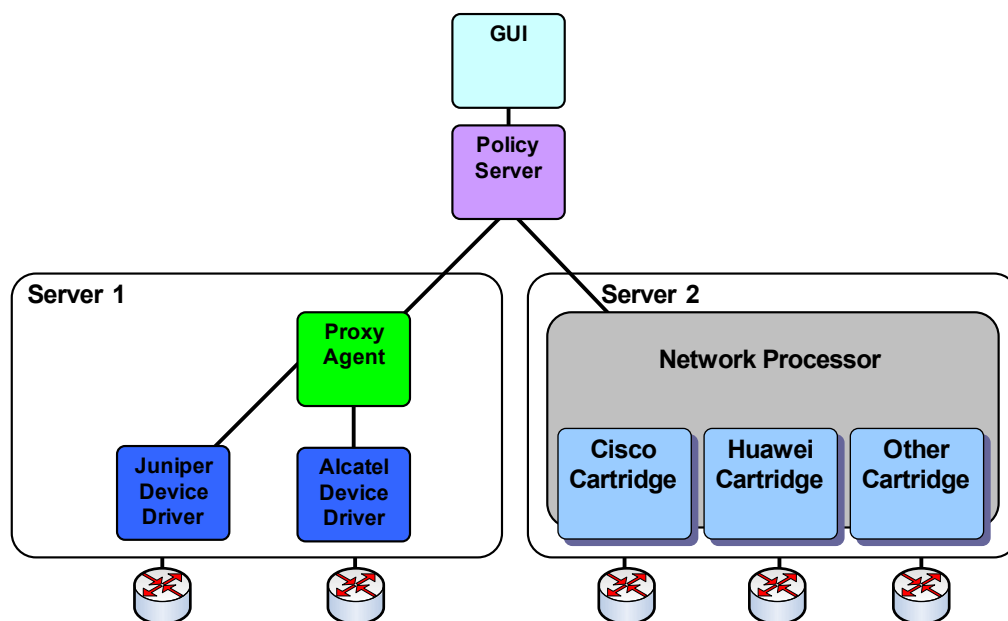 GUI
Policy
Server
Server 1
Server 2
Proxy
Agent
Network Processor
Juniper
Device
Driver
Alcatel
Device
Driver
Cisco
Cartridge
Huawei
Cartridge
Other
Cartridge